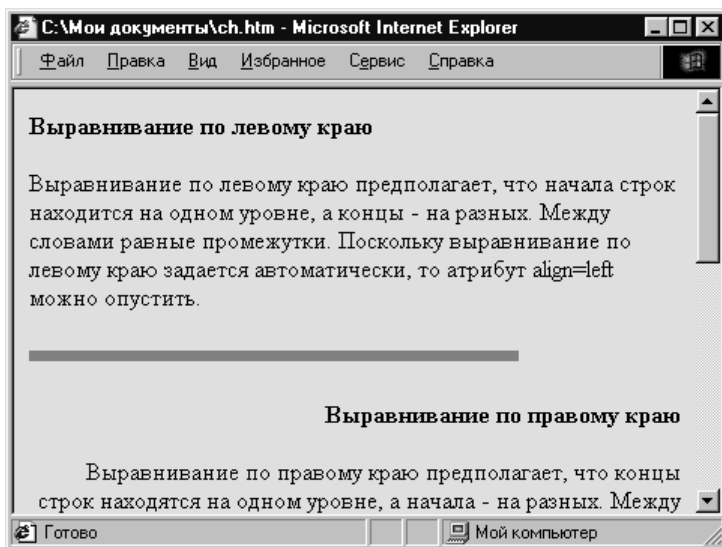 C:\Мои документы\ch.htm - Microsoft Internet Explorer
Файл Правка Вид Избранное Сервис Справка
Выравнивание по левому краю
Выравнивание по левому краю предполагает, что начала строк
находится на одном уровне, а концы - на разных. Между
словами равные промежутки. Поскольку выравнивание по
левому краю задается автоматически, то атрибут align=left
можно опустить.
Выравнивание по правому краю
Выравнивание по правому краю предполагает, что концы
строк находятся на одном уровне, а начала - на разных. Между
Готово
Мой компьютер